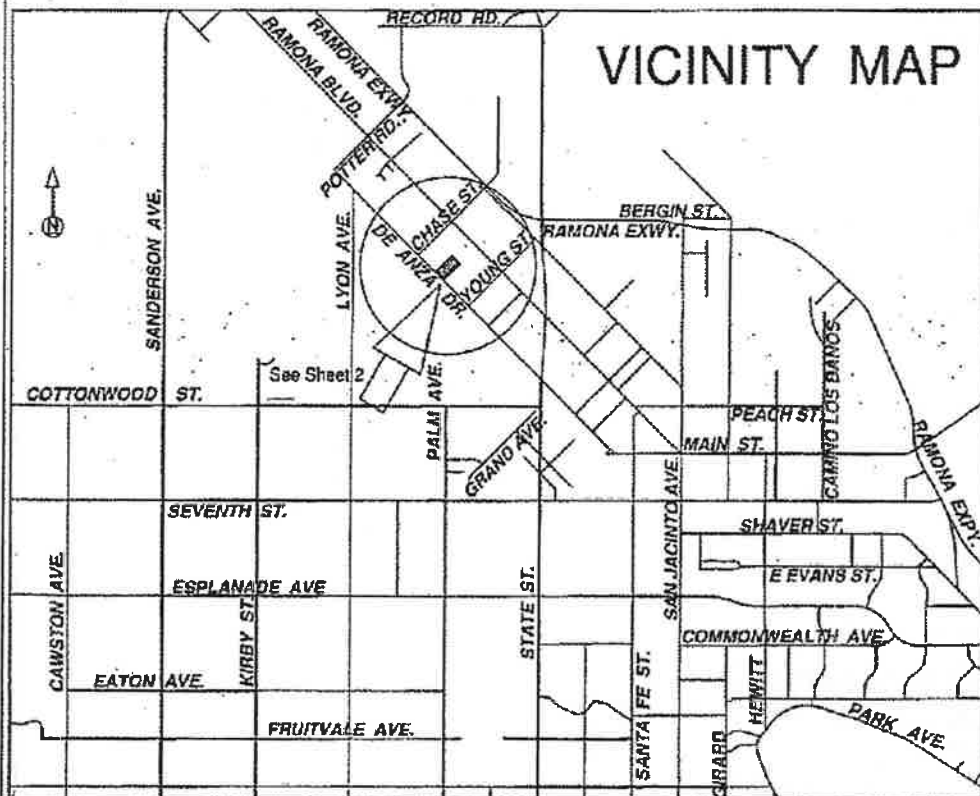 RECORD RD.
VICINITY MAP
RAMONA EXWY.
RAMONA BLVD.
POTTER RD.
N
SANDERSON AVE.
LYON AVE.
CHASE ST.
DE ANZA DR.
YOUNG ST.
BERGIN ST.
RAMONA EXWY.
See Sheet 2
COTTONWOOD ST.
PALM AVE.
GRAND AVE.
PEACH ST.
MAIN ST.
CAMINO LOS BANOS
RAMONA EXPY.
SEVENTH ST.
SAN JACINTO AVE.
SHAVER ST.
E EVANS ST.
CAWSTON AVE.
ESPLANADE AVE
KIRBY ST.
STATE ST.
COMMONWEALTH AVE.
EATON AVE.
SANTA FE ST.
HEWITT
GIRARD
PARK AVE.
FRUITVALE AVE.